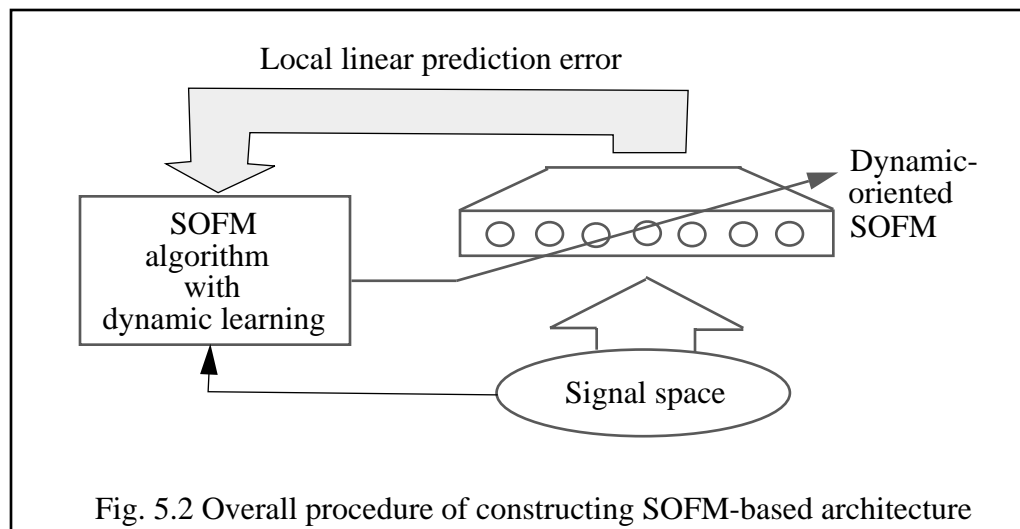 Local linear prediction error
Dynamic-
oriented
SOFM
SOFM
algorithm
with
dynamic learning
Signal space
Fig. 5.2 Overall procedure of constructing SOFM-based architecture